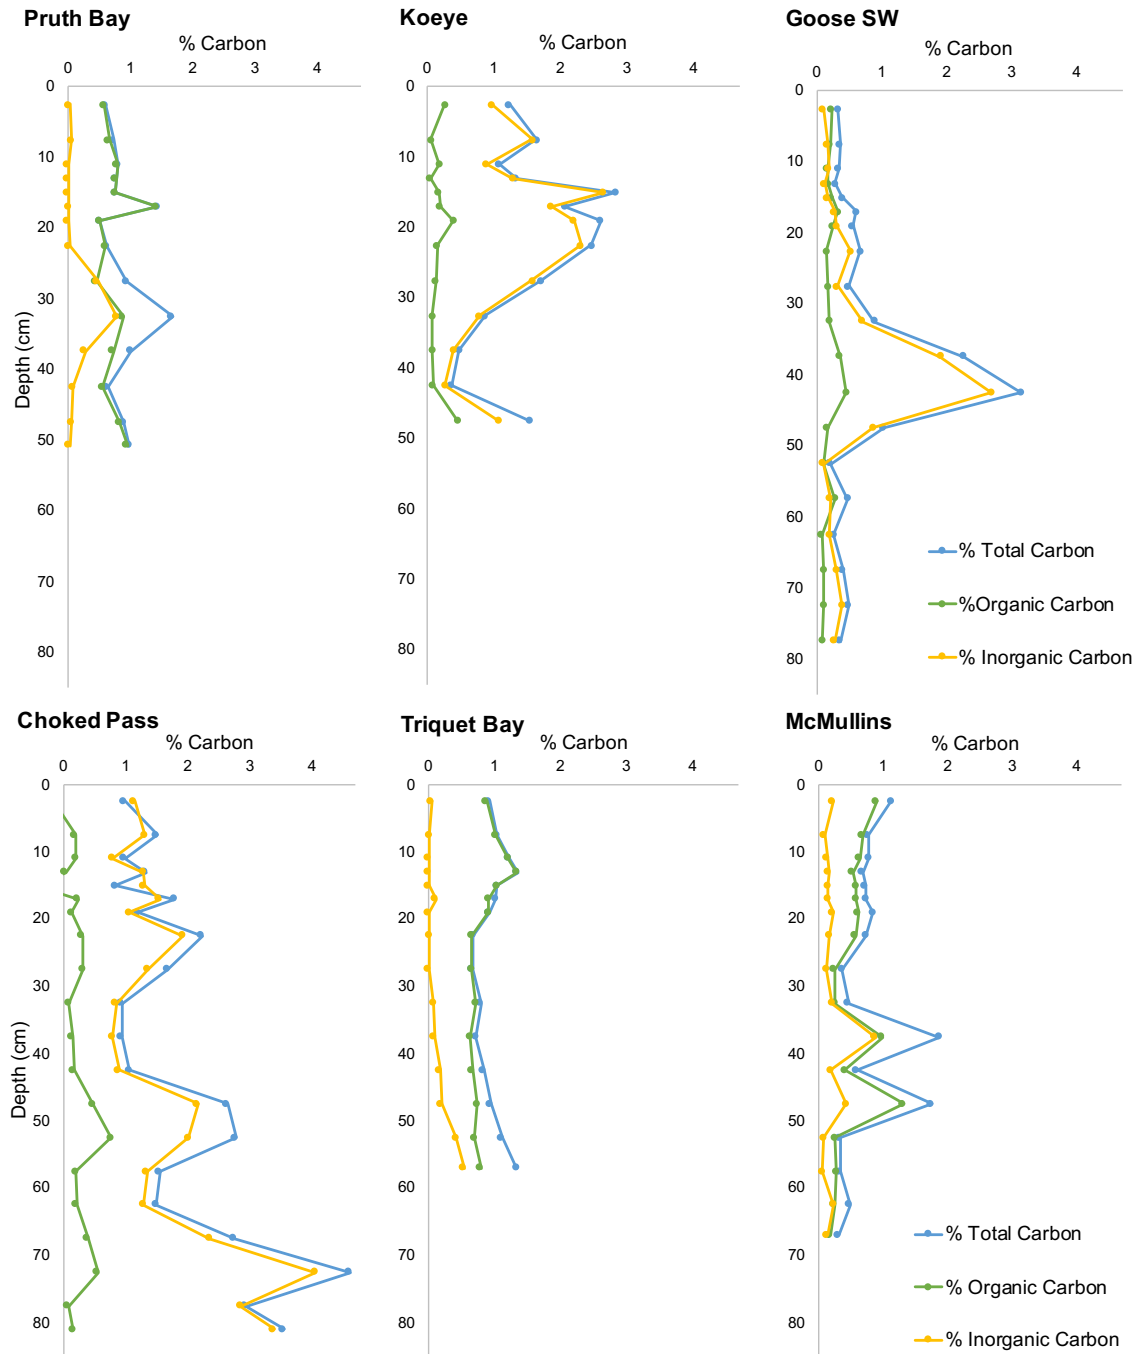 Pruth Bay
% Carbon
0 1 2 3 4
0
10
20
30
40
50
60
70
80
Depth (cm)
Koeye
% Carbon
0 1 2 3 4
0
10
20
30
40
50
60
70
80
Goose SW
% Carbon
0 1 2 3 4
0
10
20
30
40
50
60
70
80
% Total Carbon
%Organic Carbon
% Inorganic Carbon
Choked Pass
% Carbon
0 1 2 3 4
0
10
20
30
40
50
60
70
80
Depth (cm)
Triquet Bay
% Carbon
0 1 2 3 4
0
10
20
30
40
50
60
70
80
McMullins
% Carbon
0 1 2 3 4
0
10
20
30
40
50
60
70
80
% Total Carbon
% Organic Carbon
% Inorganic Carbon